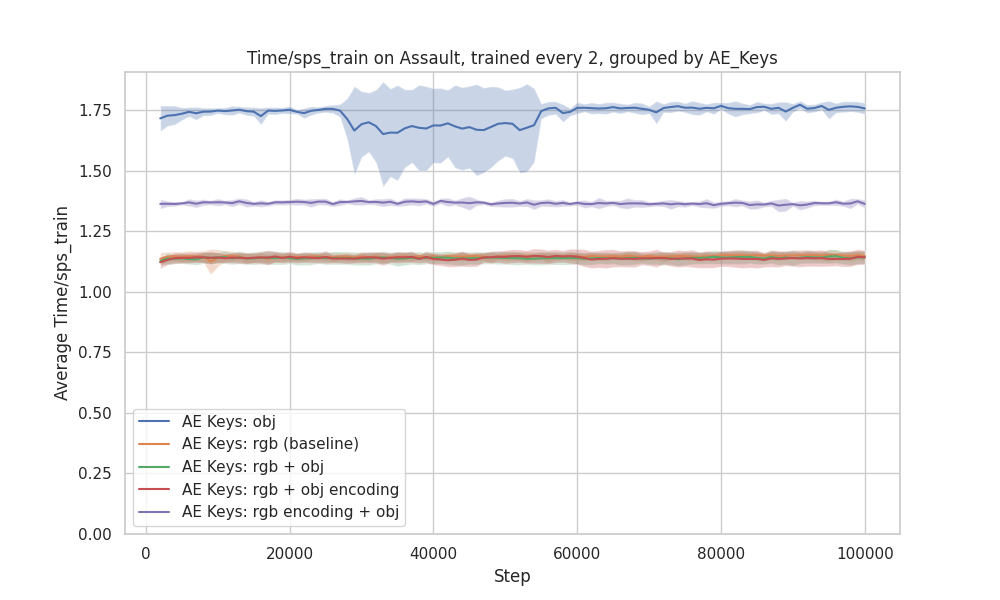 Time/sps_train on Assault, trained every 2, grouped by AE_Keys
Average Time/sps_train
1.75
1.50
1.25
1.00
0.75
0.50
0.25
0.00
AE Keys: obj
AE Keys: rgb (baseline)
AE Keys: rgb + obj
AE Keys: rgb + obj encoding
AE Keys: rgb encoding + obj
0
20000
40000
60000
80000
100000
Step